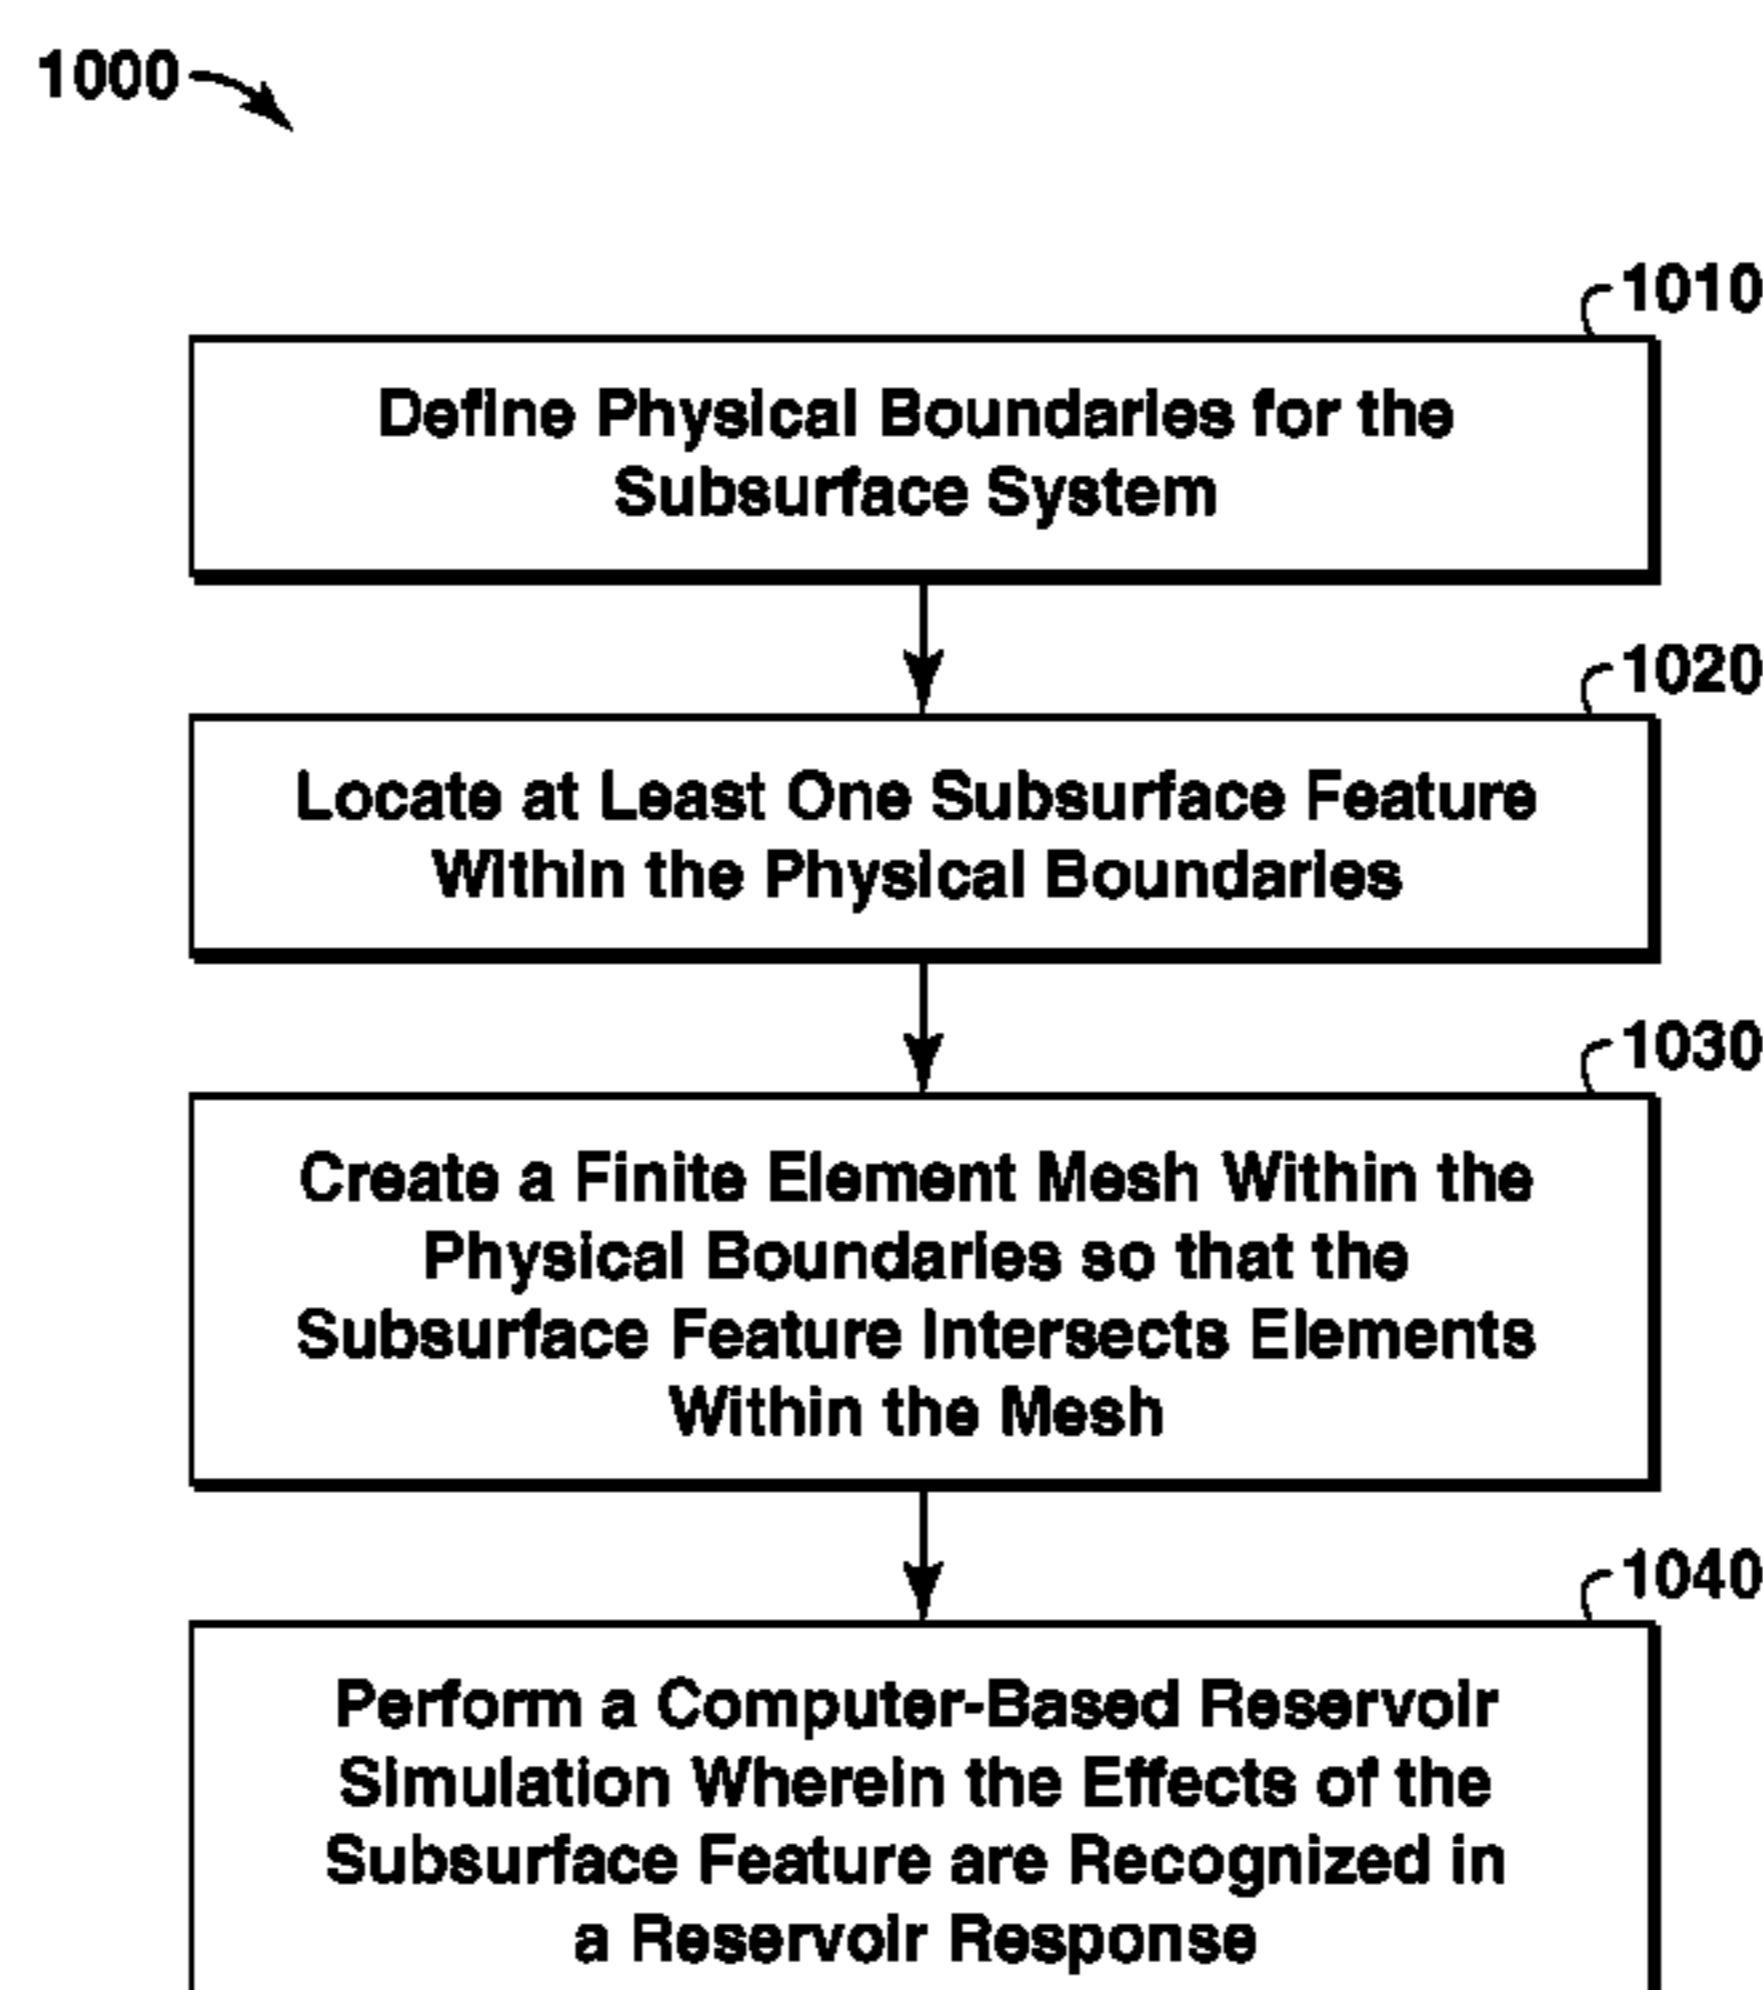 1000
1010
Define Physical Boundaries for the
Subsurface System
1020
Locate at Least One Subsurface Feature
Within the Physical Boundaries
1030
Create a Finite Element Mesh Within the
Physical Boundaries so that the
Subsurface Feature Intersects Elements
Within the Mesh
1040
Perform a Computer-Based Reservoir
Simulation Wherein the Effects of the
Subsurface Feature are Recognized in
a Reservoir Response